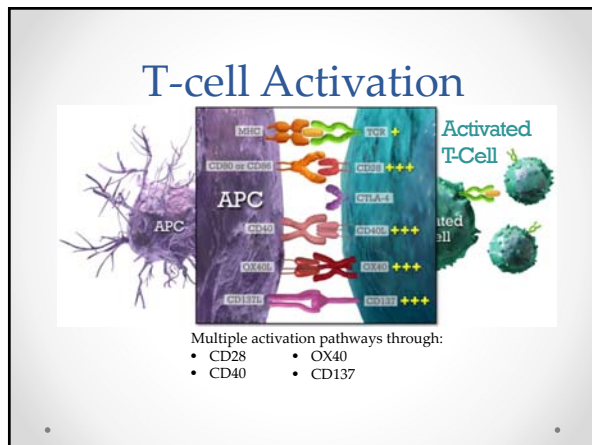 T-cell Activation
MHC
TCR +
Activated
T-Cell
CD80 or CD86
CD28 +++
APC
APC
CTLA-4
CD40
CD40L +++
OX40L
OX40 +++
CD137L
CD137 +++
Multiple activation pathways through:
• CD28
• OX40
• CD40
• CD137